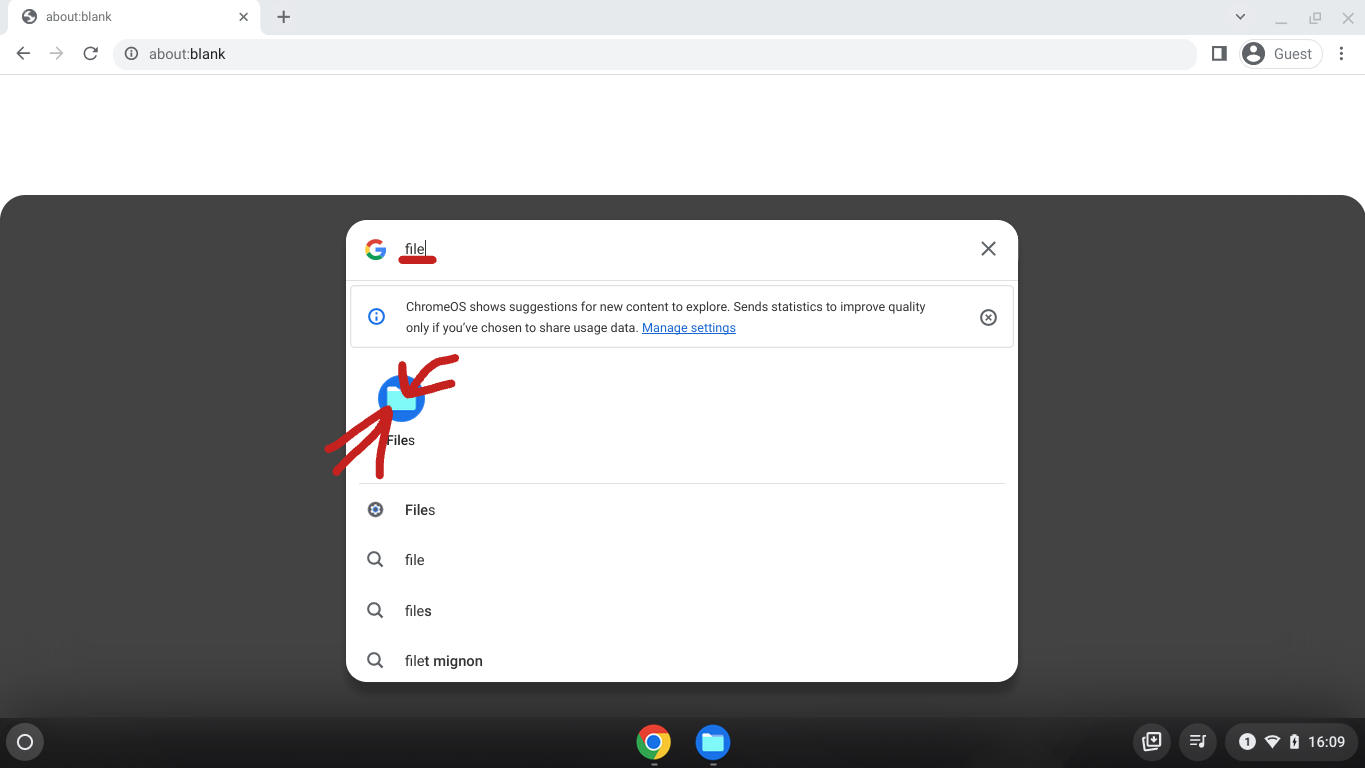 about:blank
about:blank
Guest
file
ChromeOS shows suggestions for new content to explore. Sends statistics to improve quality
only if you’ve chosen to share usage data. Manage settings
Files
Files
file
files
filet mignon
1
16:09